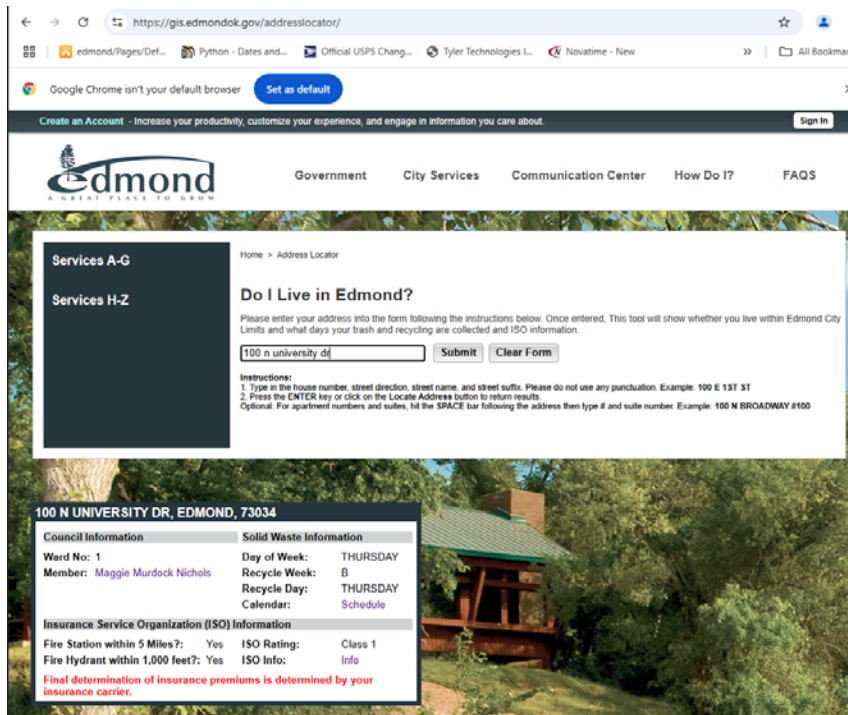 https://gis.edmondok.gov/addresslocator/
edmond/Pages/Def... Python - Dates and... Official USPS Chang... Tyler Technologies I... Novatime - New » All Bookmar
Google Chrome isn't your default browser Set as default
Create an Account - Increase your productivity, customize your experience, and engage in information you care about. Sign In
Edmond
A GREAT PLACE TO GROW
Government City Services Communication Center How Do I? FAQS
Services A-G
Services H-Z
Home > Address Locator
Do I Live in Edmond?
Please enter your address into the form following the instructions below. Once entered, This tool will show whether you live within Edmond City
Limits and what days your trash and recycling are collected and ISO information.
100 n university dr Submit Clear Form
Instructions:
1. Type in the house number, street direction, street name, and street suffix. Please do not use any punctuation. Example: 100 E 1ST ST
2. Press the ENTER key or click on the Locate Address button to return results.
Optional: For apartment numbers and suites, hit the SPACE bar following the address then type # and suite number. Example: 100 N BROADWAY #100
100 N UNIVERSITY DR, EDMOND, 73034
Council Information Solid Waste Information
Ward No: 1 Day of Week: THURSDAY
Member: Maggie Murdock Nichols Recycle Week: B
Recycle Day: THURSDAY
Calendar: Schedule
Insurance Service Organization (ISO) Information
Fire Station within 5 Miles?: Yes ISO Rating: Class 1
Fire Hydrant within 1,000 feet?: Yes ISO Info: Info
Final determination of insurance premiums is determined by your
insurance carrier.